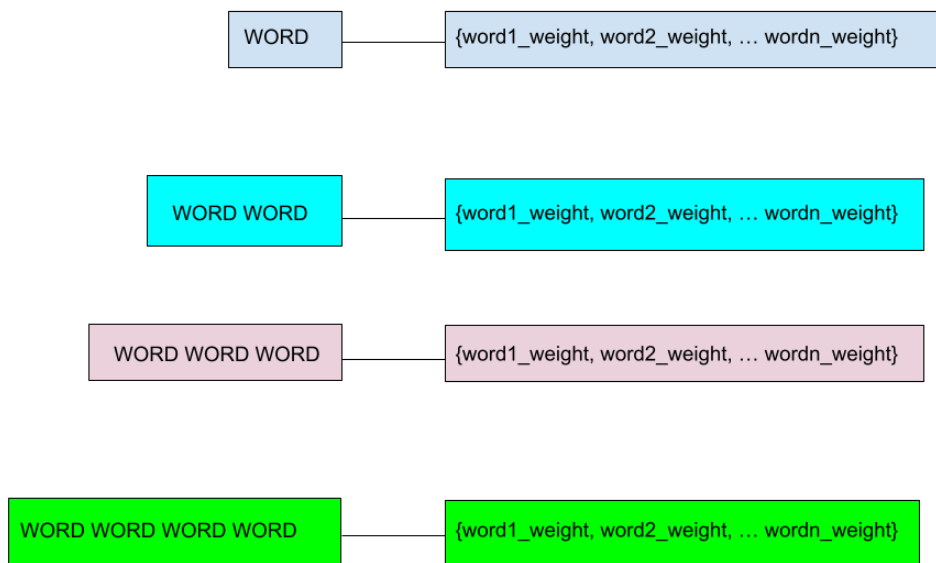 WORD {word1_weight, word2_weight, … wordn_weight}
WORD WORD {word1_weight, word2_weight, … wordn_weight}
WORD WORD WORD {word1_weight, word2_weight, … wordn_weight}
WORD WORD WORD WORD {word1_weight, word2_weight, … wordn_weight}